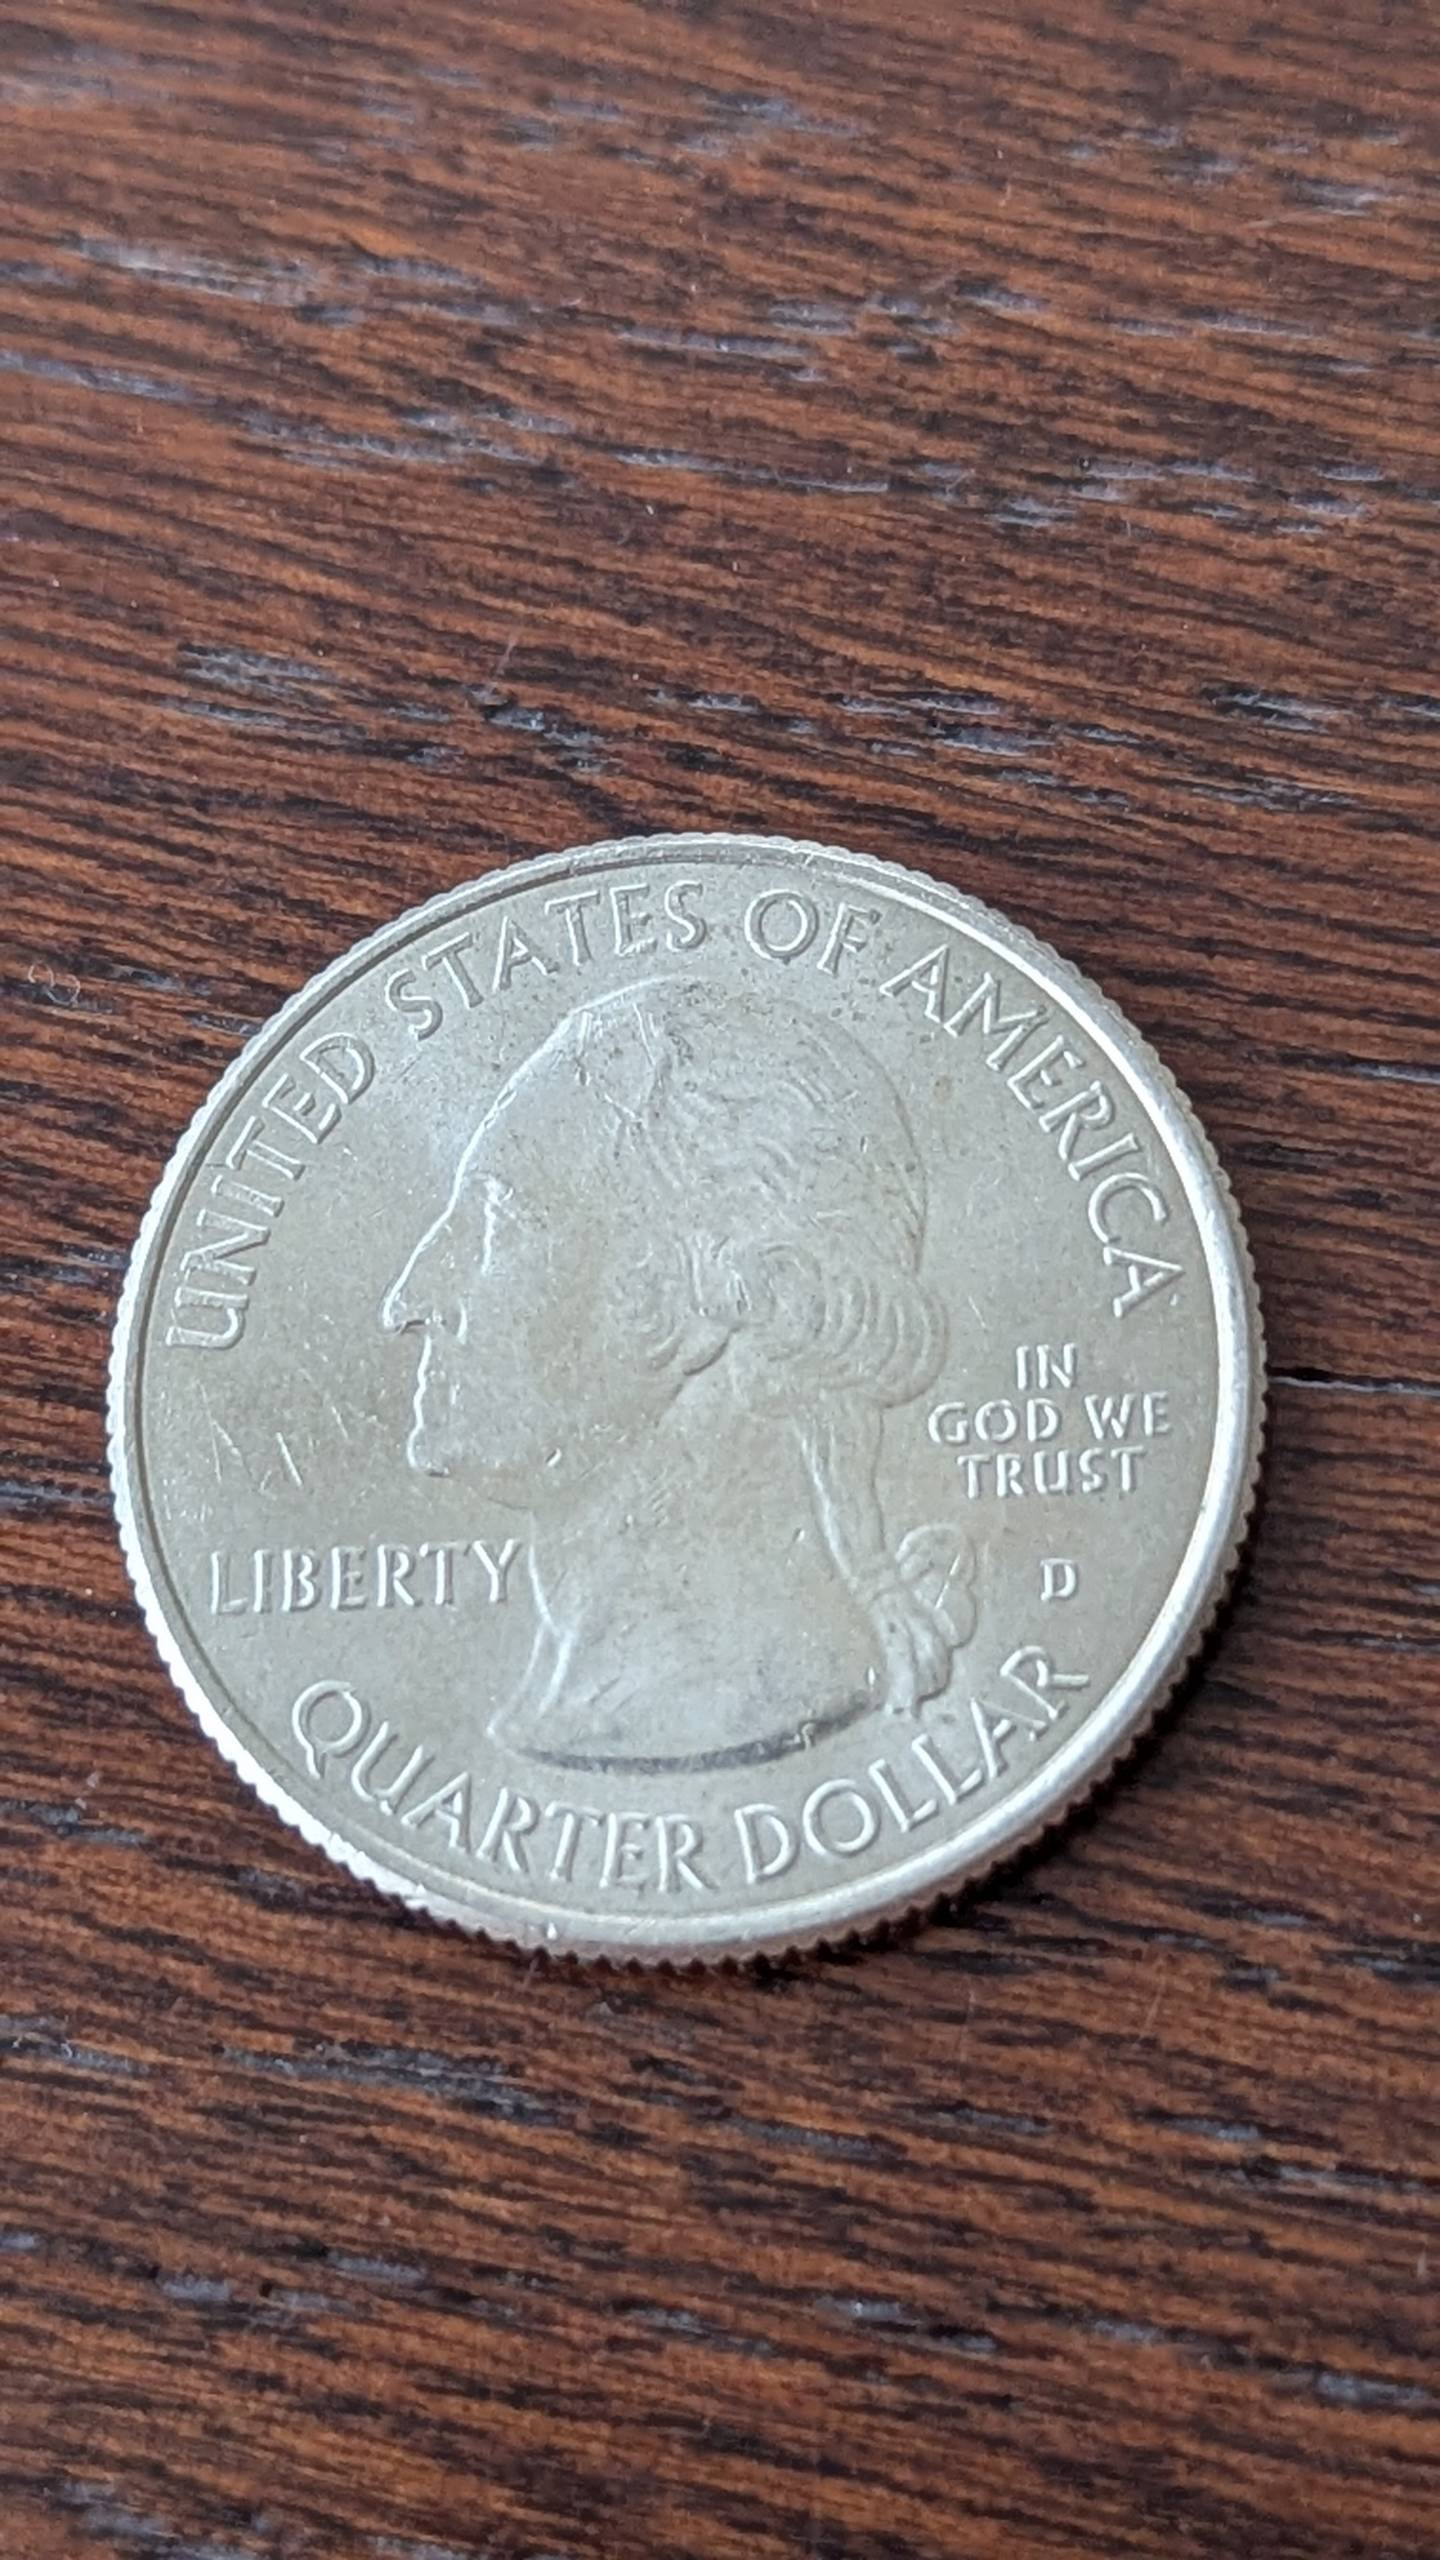 UNITED STATES OF AMERICA
IN
GOD WE
TRUST
LIBERTY
D
QUARTER DOLLAR